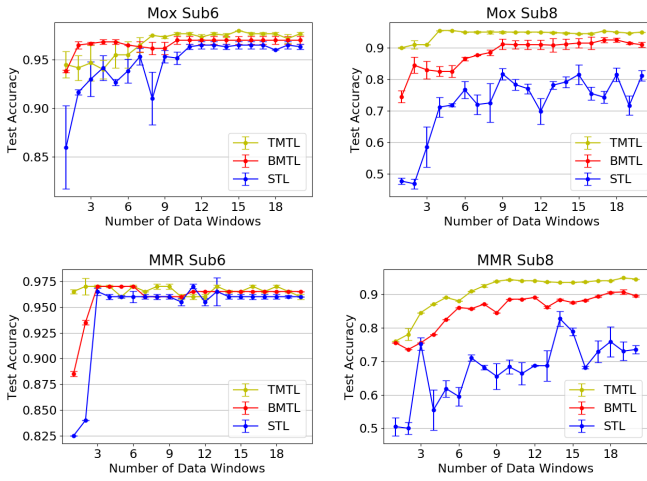 Mox Sub6
Test Accuracy
0.95
0.90
0.85
TMTL
BMTL
STL
3 6 9 12 15 18
Number of Data Windows
Mox Sub8
Test Accuracy
0.9
0.8
0.7
0.6
0.5
TMTL
BMTL
STL
3 6 9 12 15 18
Number of Data Windows
MMR Sub6
Test Accuracy
0.975
0.950
0.925
0.900
0.875
0.850
0.825
TMTL
BMTL
STL
3 6 9 12 15 18
Number of Data Windows
MMR Sub8
Test Accuracy
0.9
0.8
0.7
0.6
0.5
TMTL
BMTL
STL
3 6 9 12 15 18
Number of Data Windows